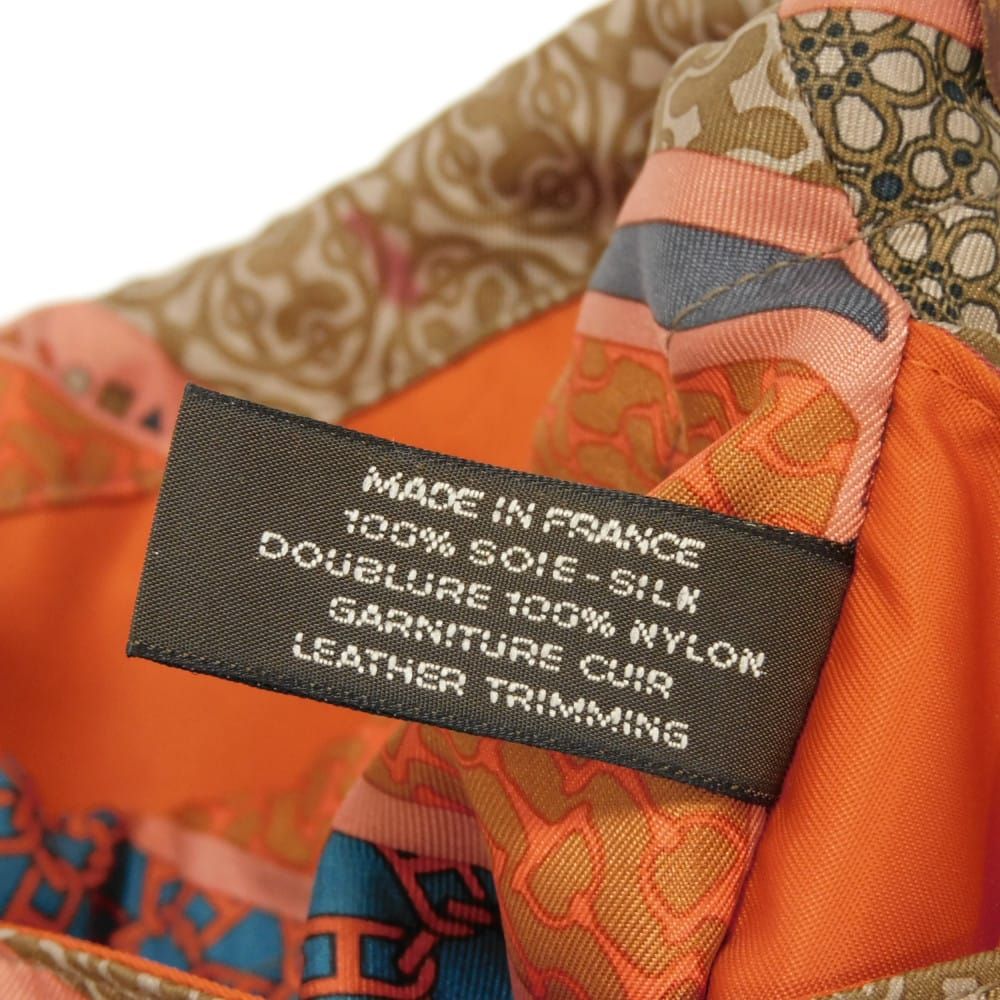 MADE IN FRANCE
100% SOIE-SILK
DOUBLURE 100% NYLON
GARNITURE CUIR
LEATHER TRIMMING